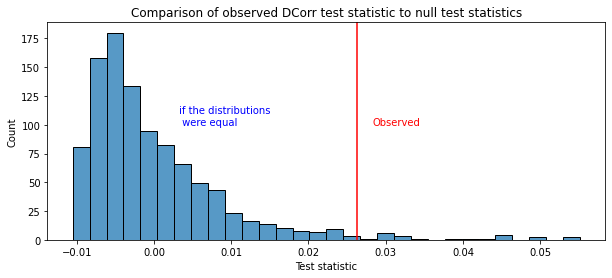 Comparison of observed DCorr test statistic to null test statistics
175
150
125
100
75
50
25
0
Count
if the distributions
were equal
Observed
−0.01
0.00
0.01
0.02
0.03
0.04
0.05
Test statistic